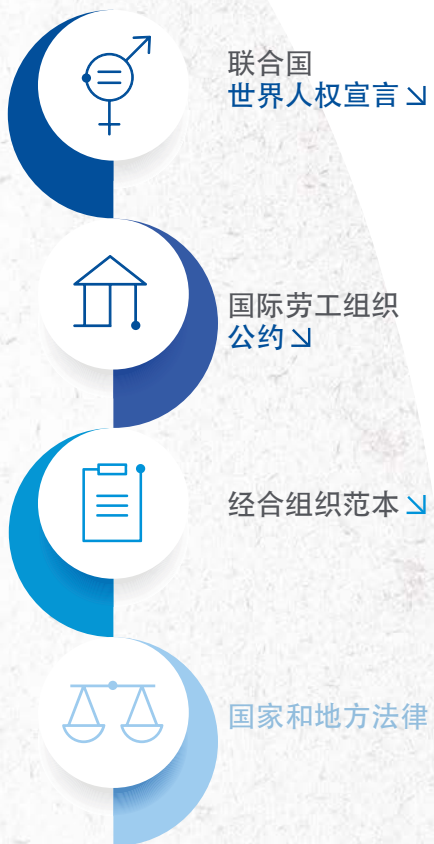 联合国
世界人权宣言
国际劳工组织
公约
经合组织范本
国家和地方法律